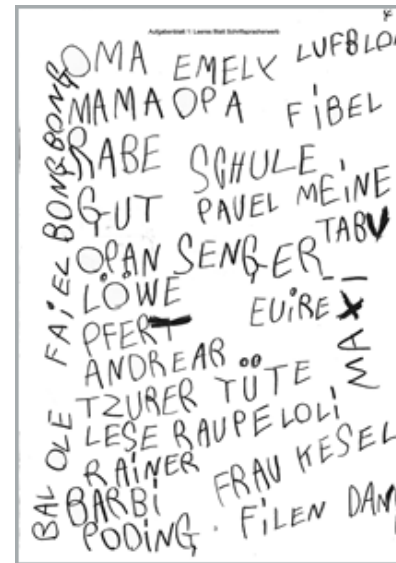 Aufgabenblatt 1: Leeres Blatt Schriftspracherwerb
OMA EMELY LUFBLO
MAMA OPA FiBEL
RABE SCHULE
GUT PAUEL MEiNE
OPAN SENGER TABU
LÖWE
PFERT EUiRE
ANDREAR MAXI
TZURER TÜTE
LESE RAUPE LOLi
RAiNER FRAU KESEL
BARBi
PODiNG. FiLEN DAN
BAL OLE FAiEL BONGBONG